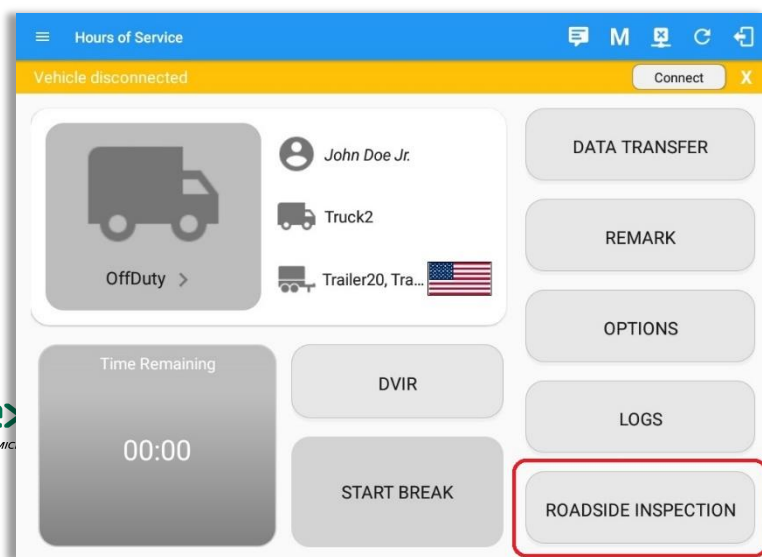 Hours of Service
M
Vehicle disconnected
Connect
X
John Doe Jr.
Truck2
OffDuty >
Trailer20, Tra...
Time Remaining
00:00
DVIR
START BREAK
DATA TRANSFER
REMARK
OPTIONS
LOGS
ROADSIDE INSPECTION